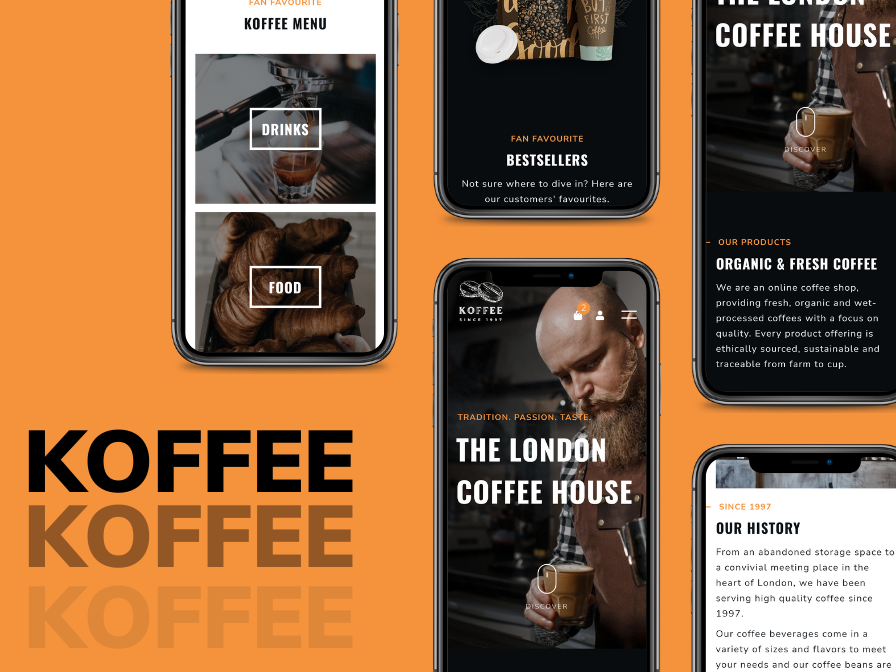 FAN FAVOURITE
KOFFEE MENU
DRINKS
FOOD
BUT
FIRST
Coffee
FAN FAVOURITE
BESTSELLERS
Not sure where to dive in? Here are
our customers' favourites.
THE LONDON
COFFEE HOUSE
DISCOVER
OUR PRODUCTS
ORGANIC & FRESH COFFEE
We are an online coffee shop,
providing fresh, organic and wet-
processed coffees with a focus on
quality. Every product offering is
ethically sourced, sustainable and
traceable from farm to cup.
KOFFEE
SINCE 1997
2
TRADITION. PASSION. TASTE.
THE LONDON
COFFEE HOUSE
DISCOVER
SINCE 1997
OUR HISTORY
From an abandoned storage space to
a convivial meeting place in the
heart of London, we have been
serving high quality coffee since
1997.
Our coffee beverages come in a
variety of sizes and flavors to meet
your needs and our coffee beans are
KOFFEE
KOFFEE
KOFFEE